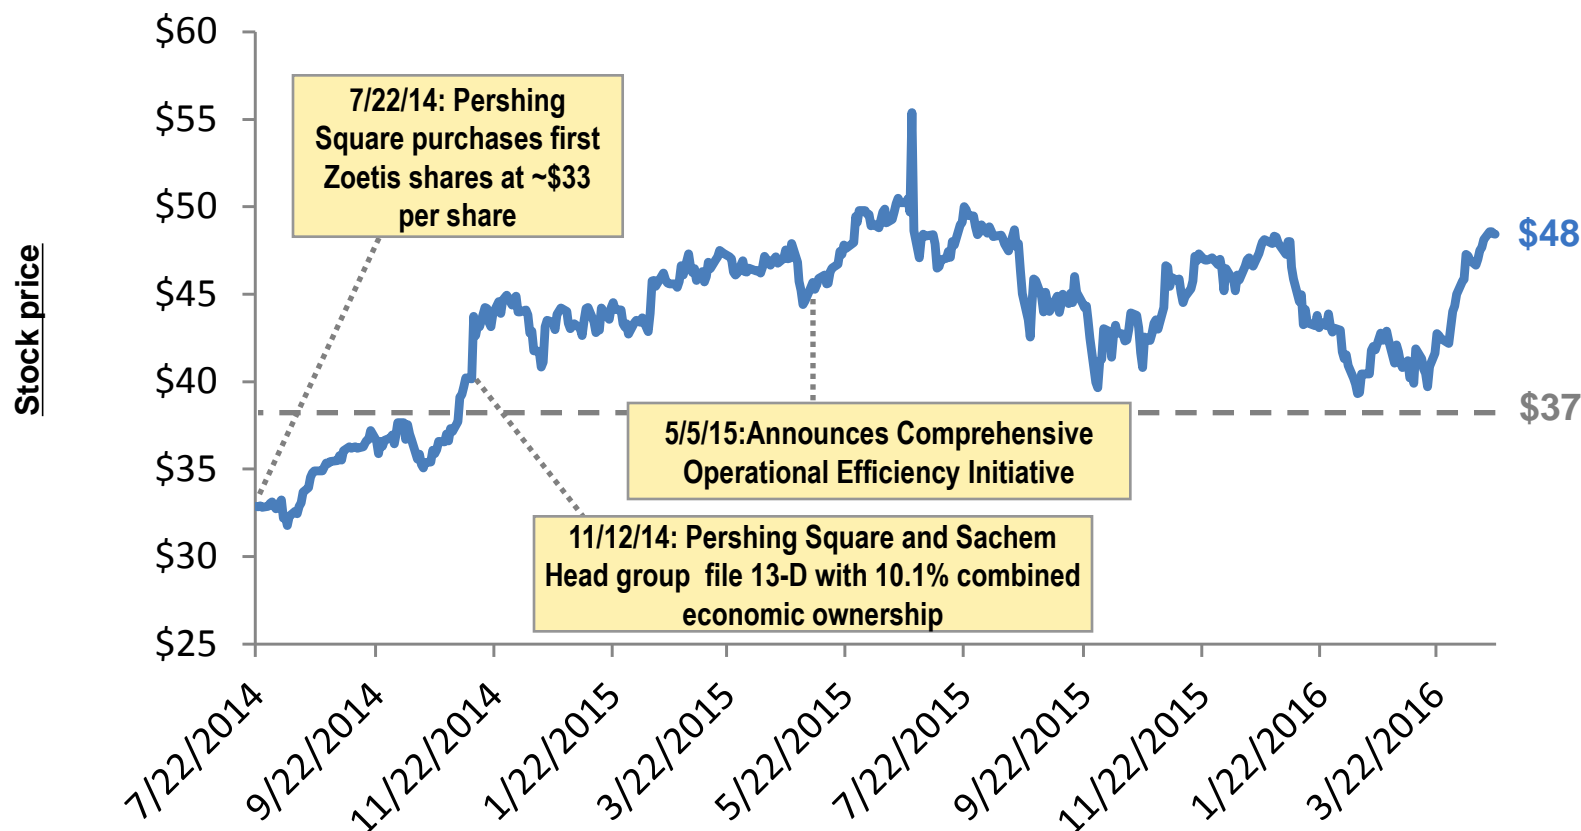 Stock price
$60
$55
$50
$45
$40
$35
$30
$25
7/22/14: Pershing
Square purchases first
Zoetis shares at ~$33
per share
5/5/15:Announces Comprehensive
Operational Efficiency Initiative
11/12/14: Pershing Square and Sachem
Head group  file 13-D with 10.1% combined
economic ownership
$48
$37
7/22/2014
9/22/2014
11/22/2014
1/22/2015
3/22/2015
5/22/2015
7/22/2015
9/22/2015
11/22/2015
1/22/2016
3/22/2016